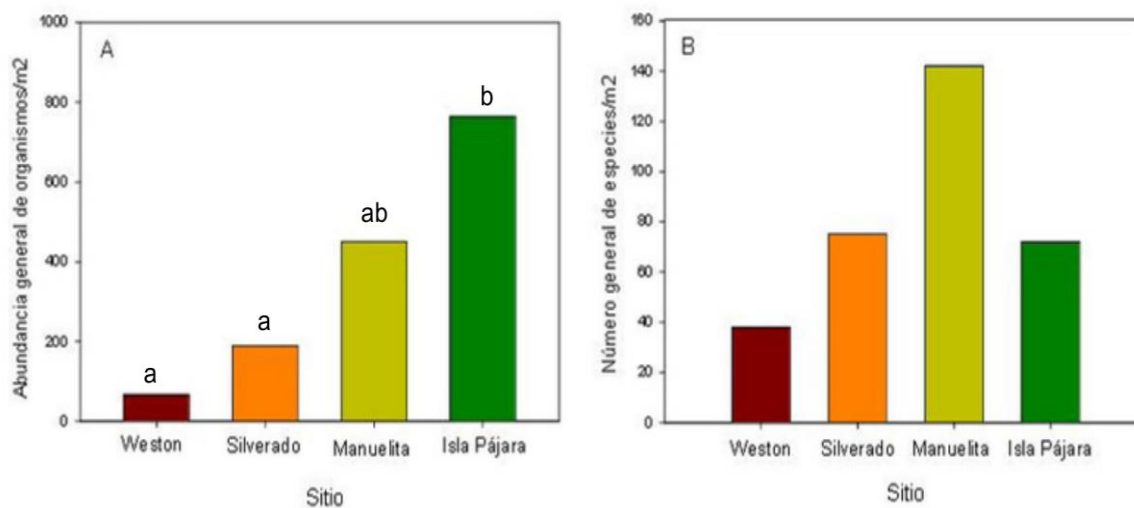 A
Abundancia general de organismos/m2
1000
800
600
400
200
0
a
a
ab
b
Weston Silverado Manuelita Isla Pájara
Sitio
B
Número general de especies/m2
160
140
120
100
80
60
40
20
0
Weston Silverado Manuelita Isla Pájara
Sitio